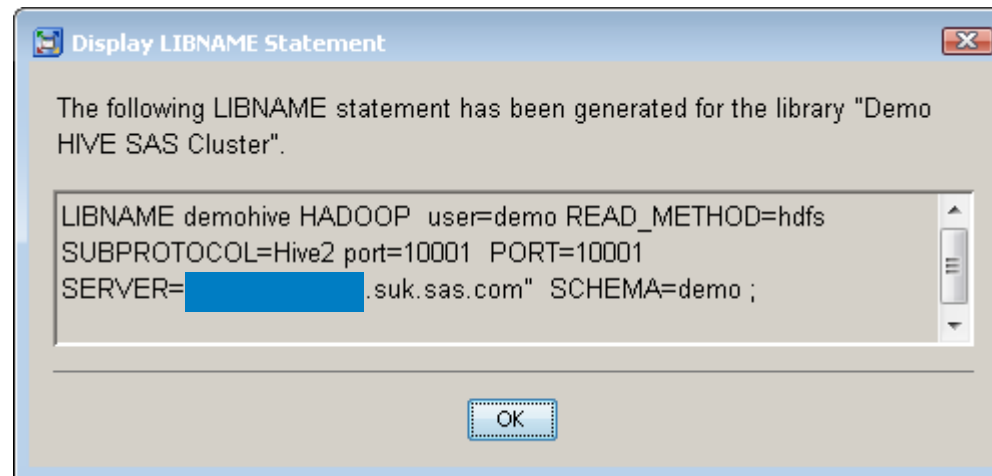 Display LIBNAME Statement
The following LIBNAME statement has been generated for the library "Demo
HIVE SAS Cluster".
LIBNAME demohive HADOOP user=demo READ_METHOD=hdfs
SUBPROTOCOL=Hive2 port=10001 PORT=10001
SERVER= .suk.sas.com" SCHEMA=demo ;
OK